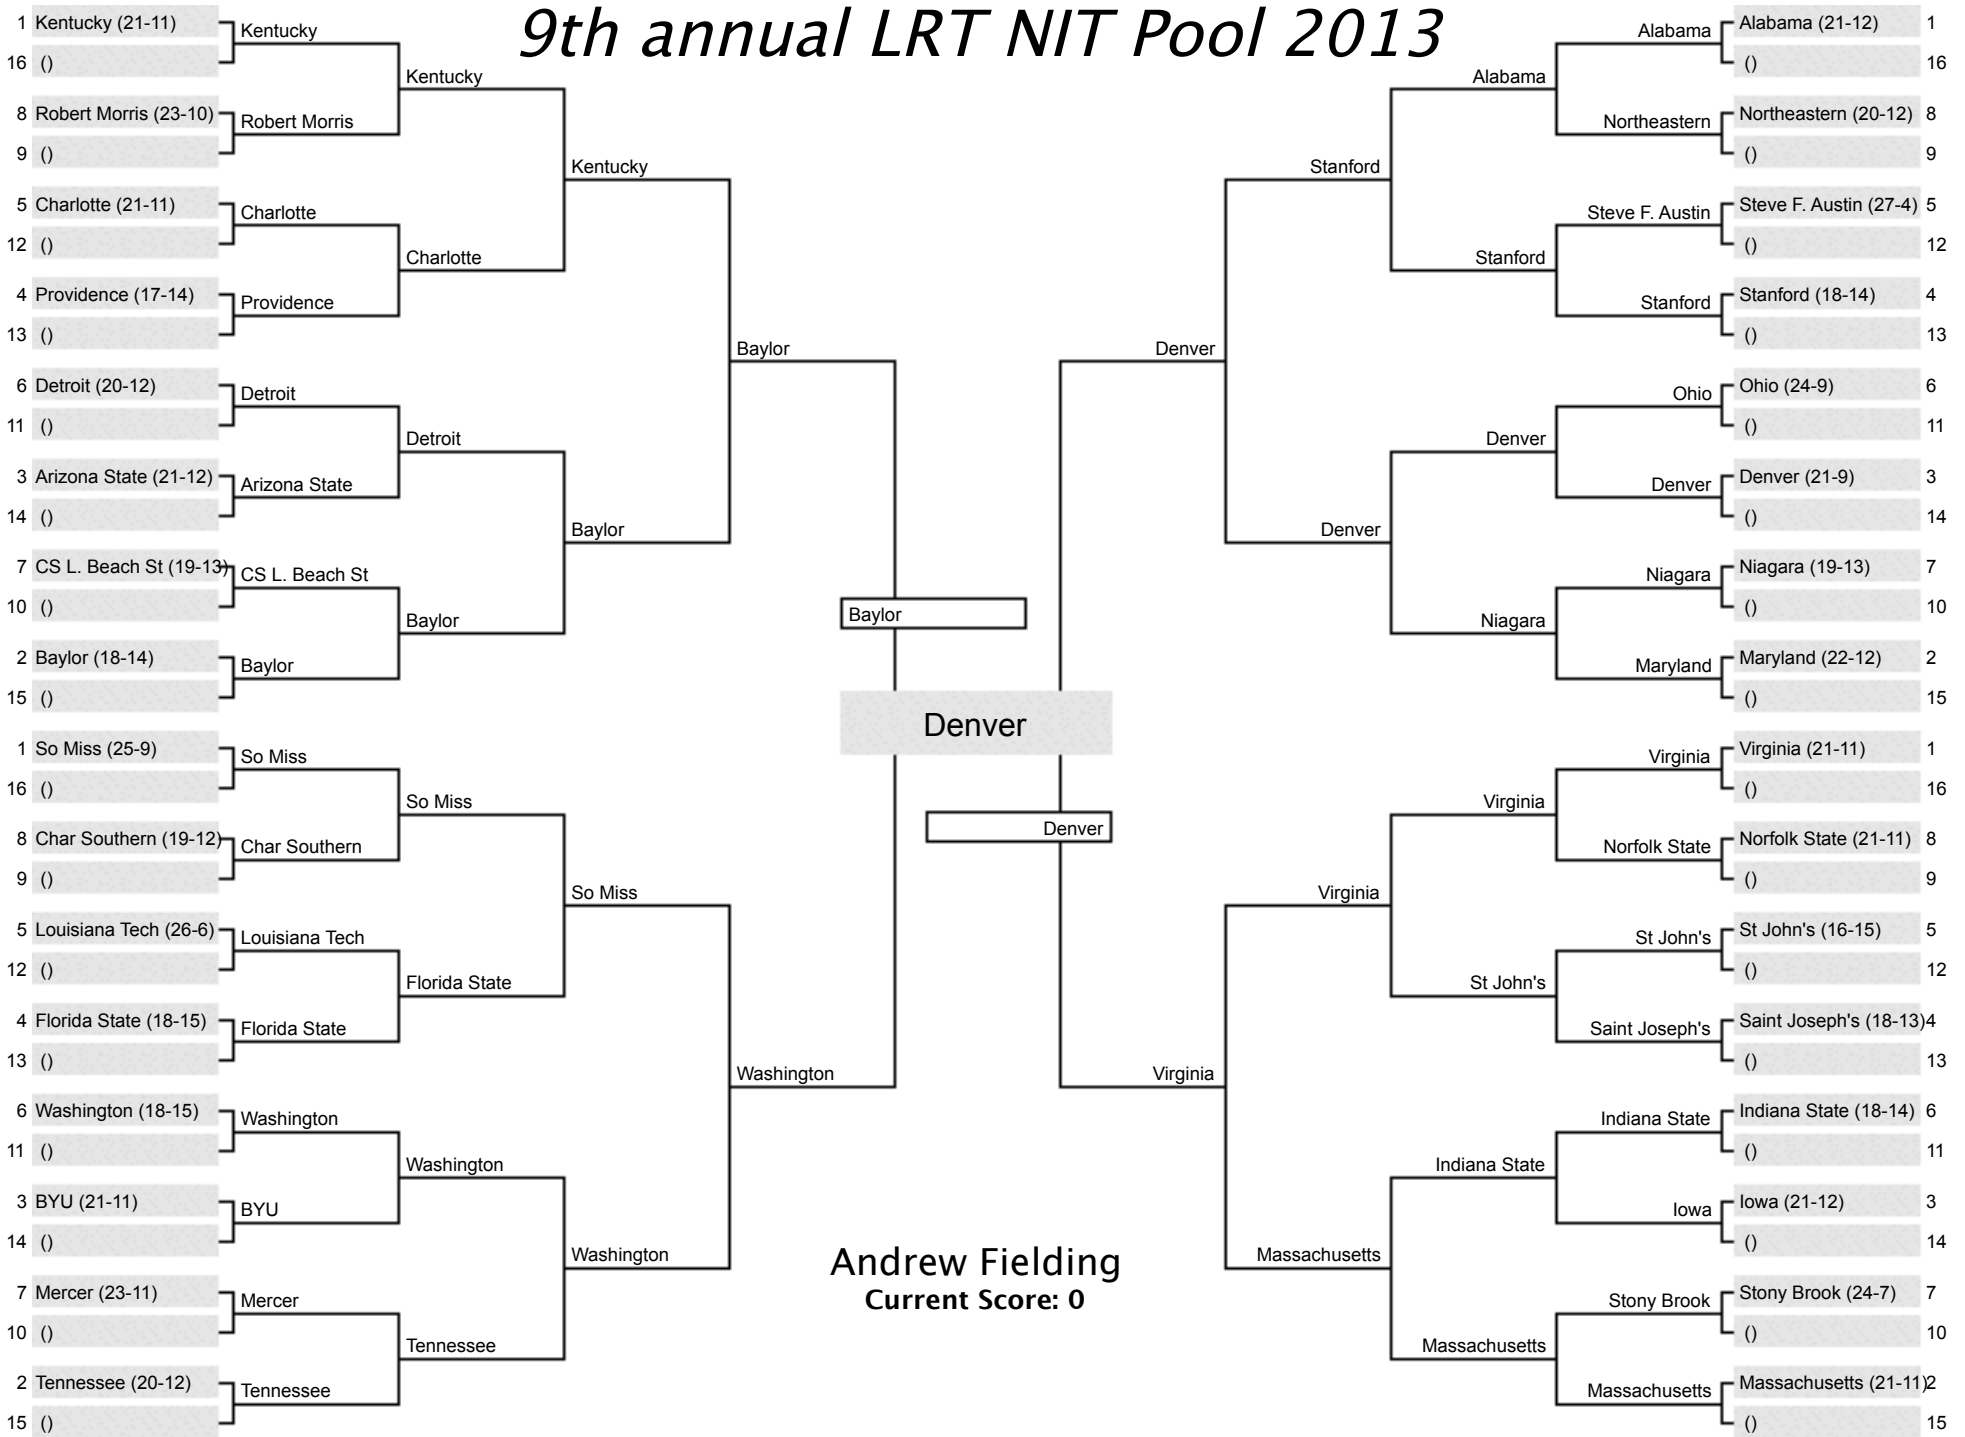 9th annual LRT NIT Pool 2013
1 Kentucky (21-11)
16 ()
8 Robert Morris (23-10)
9 ()
5 Charlotte (21-11)
12 ()
4 Providence (17-14)
13 ()
6 Detroit (20-12)
11 ()
3 Arizona State (21-12)
14 ()
7 CS L. Beach St (19-13)
10 ()
2 Baylor (18-14)
15 ()
1 So Miss (25-9)
16 ()
8 Char Southern (19-12)
9 ()
5 Louisiana Tech (26-6)
12 ()
4 Florida State (18-15)
13 ()
6 Washington (18-15)
11 ()
3 BYU (21-11)
14 ()
7 Mercer (23-11)
10 ()
2 Tennessee (20-12)
15 ()
Kentucky
Robert Morris
Charlotte
Providence
Detroit
Arizona State
CS L. Beach St
Baylor
So Miss
Char Southern
Louisiana Tech
Florida State
Washington
BYU
Mercer
Tennessee
Kentucky
Charlotte
Detroit
Baylor
So Miss
Florida State
Washington
Tennessee
Kentucky
Baylor
So Miss
Washington
Baylor
Washington
Baylor
Denver
Denver
Andrew Fielding
Current Score: 0
Denver
Virginia
Stanford
Denver
Virginia
Massachusetts
Alabama
Stanford
Denver
Niagara
Virginia
St John's
Indiana State
Massachusetts
Alabama
Northeastern
Steve F. Austin
Stanford
Ohio
Denver
Niagara
Maryland
Virginia
Norfolk State
St John's
Saint Joseph's
Indiana State
Iowa
Stony Brook
Massachusetts
Alabama (21-12) 1
() 16
Northeastern (20-12) 8
() 9
Steve F. Austin (27-4) 5
() 12
Stanford (18-14) 4
() 13
Ohio (24-9) 6
() 11
Denver (21-9) 3
() 14
Niagara (19-13) 7
() 10
Maryland (22-12) 2
() 15
Virginia (21-11) 1
() 16
Norfolk State (21-11) 8
() 9
St John's (16-15) 5
() 12
Saint Joseph's (18-13) 4
() 13
Indiana State (18-14) 6
() 11
Iowa (21-12) 3
() 14
Stony Brook (24-7) 7
() 10
Massachusetts (21-11) 2
() 15